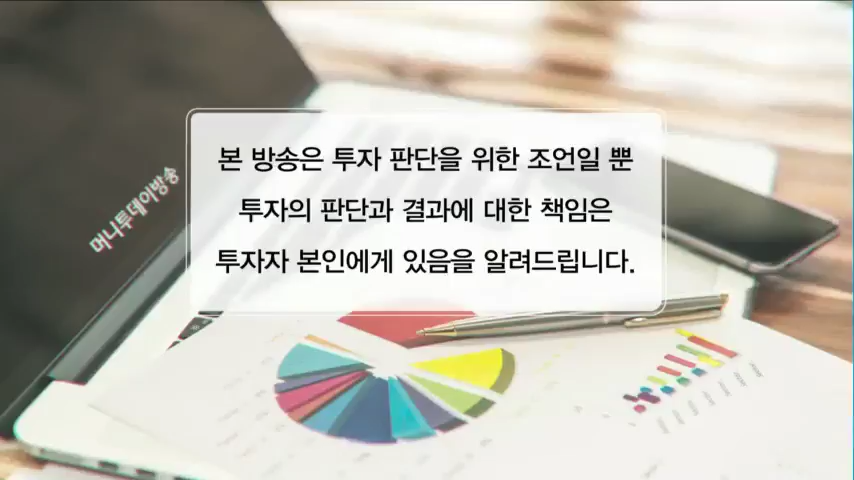 본 방송은 투자 판단을 위한 조언일 뿐
투자의 판단과 결과에 대한 책임은
투자자 본인에게 있음을 알려드립니다.
머니투데이방송